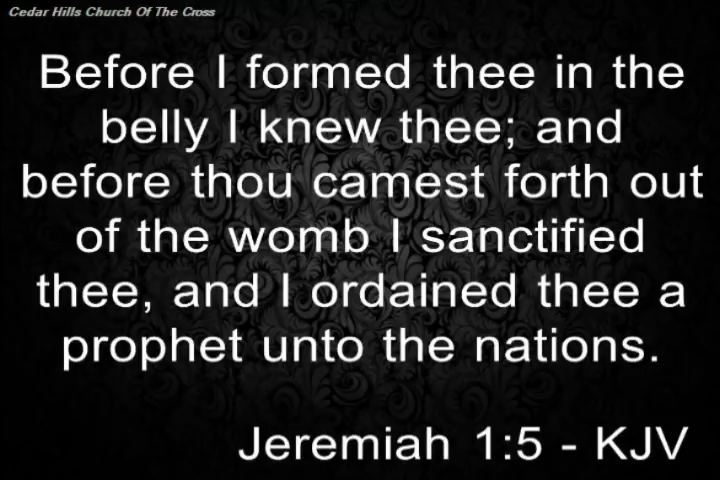 Cedar Hills Church Of The Cross
Before I formed thee in the
belly I knew thee; and
before thou camest forth out
of the womb I sanctified
thee, and I ordained thee a
prophet unto the nations.
Jeremiah 1:5 - KJV